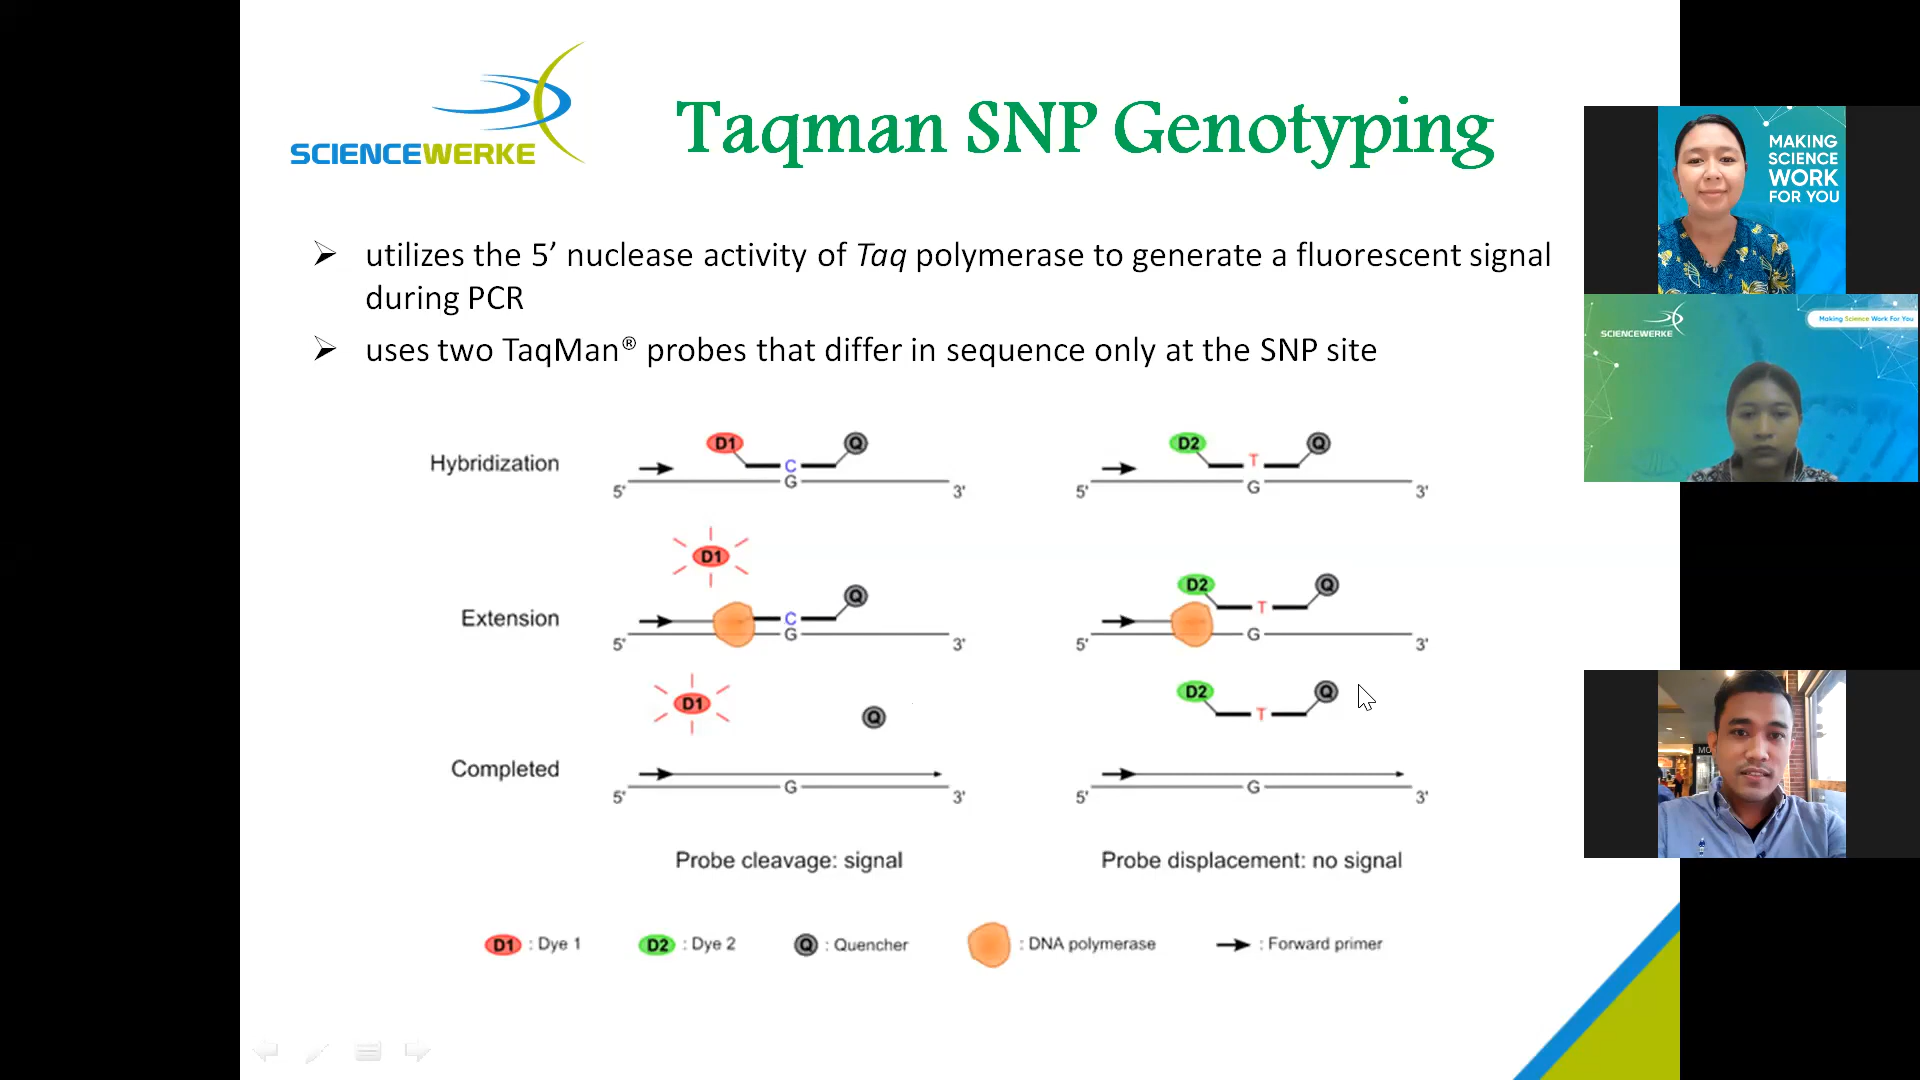 SCIENCEWERKE
Taqman SNP Genotyping
utilizes the 5’ nuclease activity of Taq polymerase to generate a fluorescent signal
during PCR
uses two TaqMan® probes that differ in sequence only at the SNP site
Hybridization
D1
Q
C
G
5'
3'
D2
Q
T
G
5'
3'
Extension
D1
Q
C
G
5'
3'
D2
Q
T
G
5'
3'
Completed
D1
Q
G
5'
3'
D2
Q
T
G
5'
3'
Probe cleavage: signal
Probe displacement: no signal
D1 : Dye 1
D2 : Dye 2
Q : Quencher
: DNA polymerase
: Forward primer
MAKING
SCIENCE
WORK
FOR YOU
SCIENCEWERKE
Making Science Work For You